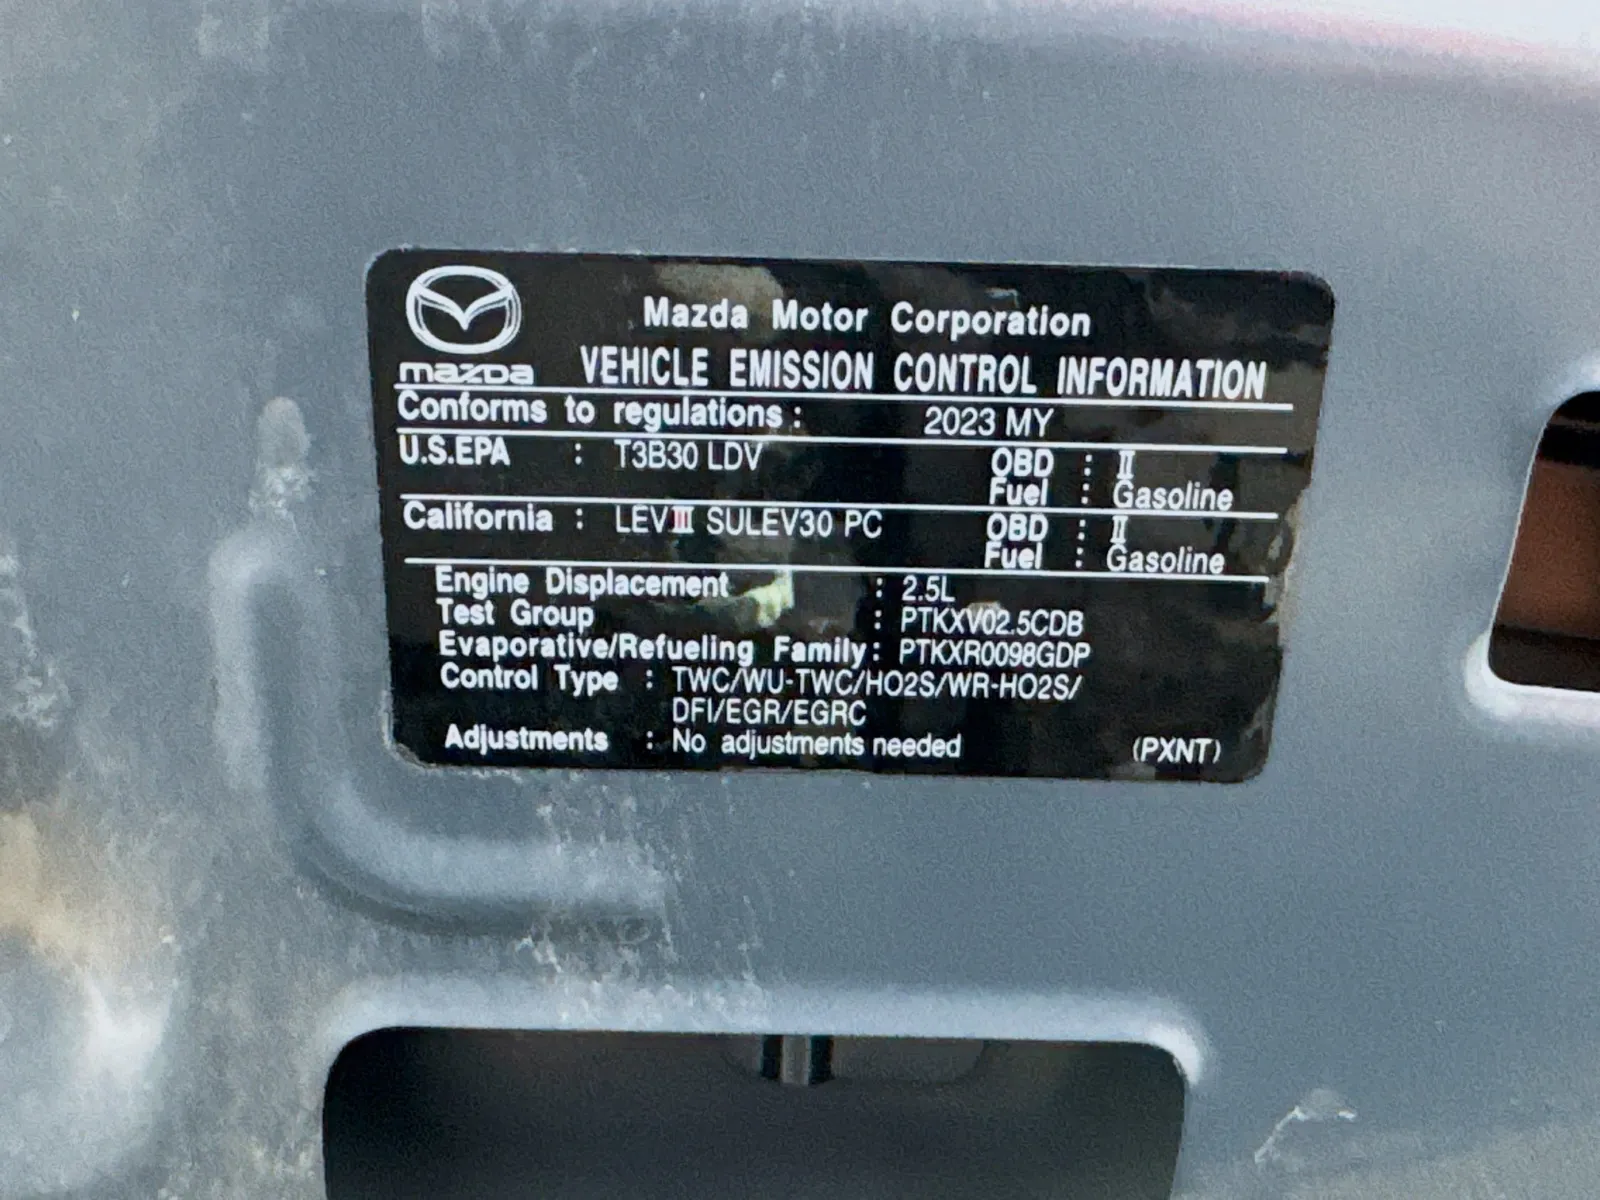 mazda
Mazda Motor Corporation
VEHICLE EMISSION CONTROL INFORMATION
Conforms to regulations : 2023 MY
U.S.EPA : T3B30 LDV OBD : II
Fuel : Gasoline
California : LEVIII SULEV30 PC OBD : II
Fuel : Gasoline
Engine Displacement : 2.5L
Test Group : PTKXV02.5CDB
Evaporative/Refueling Family : PTKXR0098GDP
Control Type : TWC/WU-TWC/HO2S/WR-HO2S/
DFI/EGR/EGRC
Adjustments : No adjustments needed (PXNT)